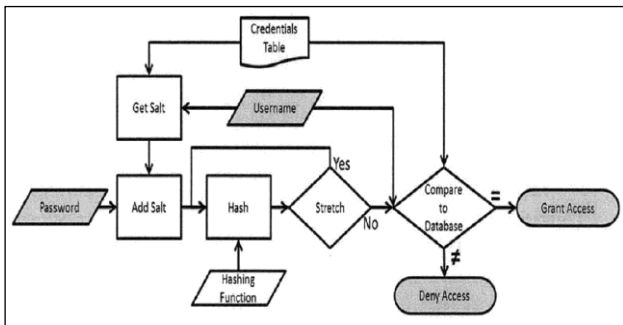 Credentials
Table
Get Salt
Username
Yes
Password
Add Salt
Hash
Stretch
No
Compare
to
Database
=
Grant Access
≠
Hashing
Function
Deny Access